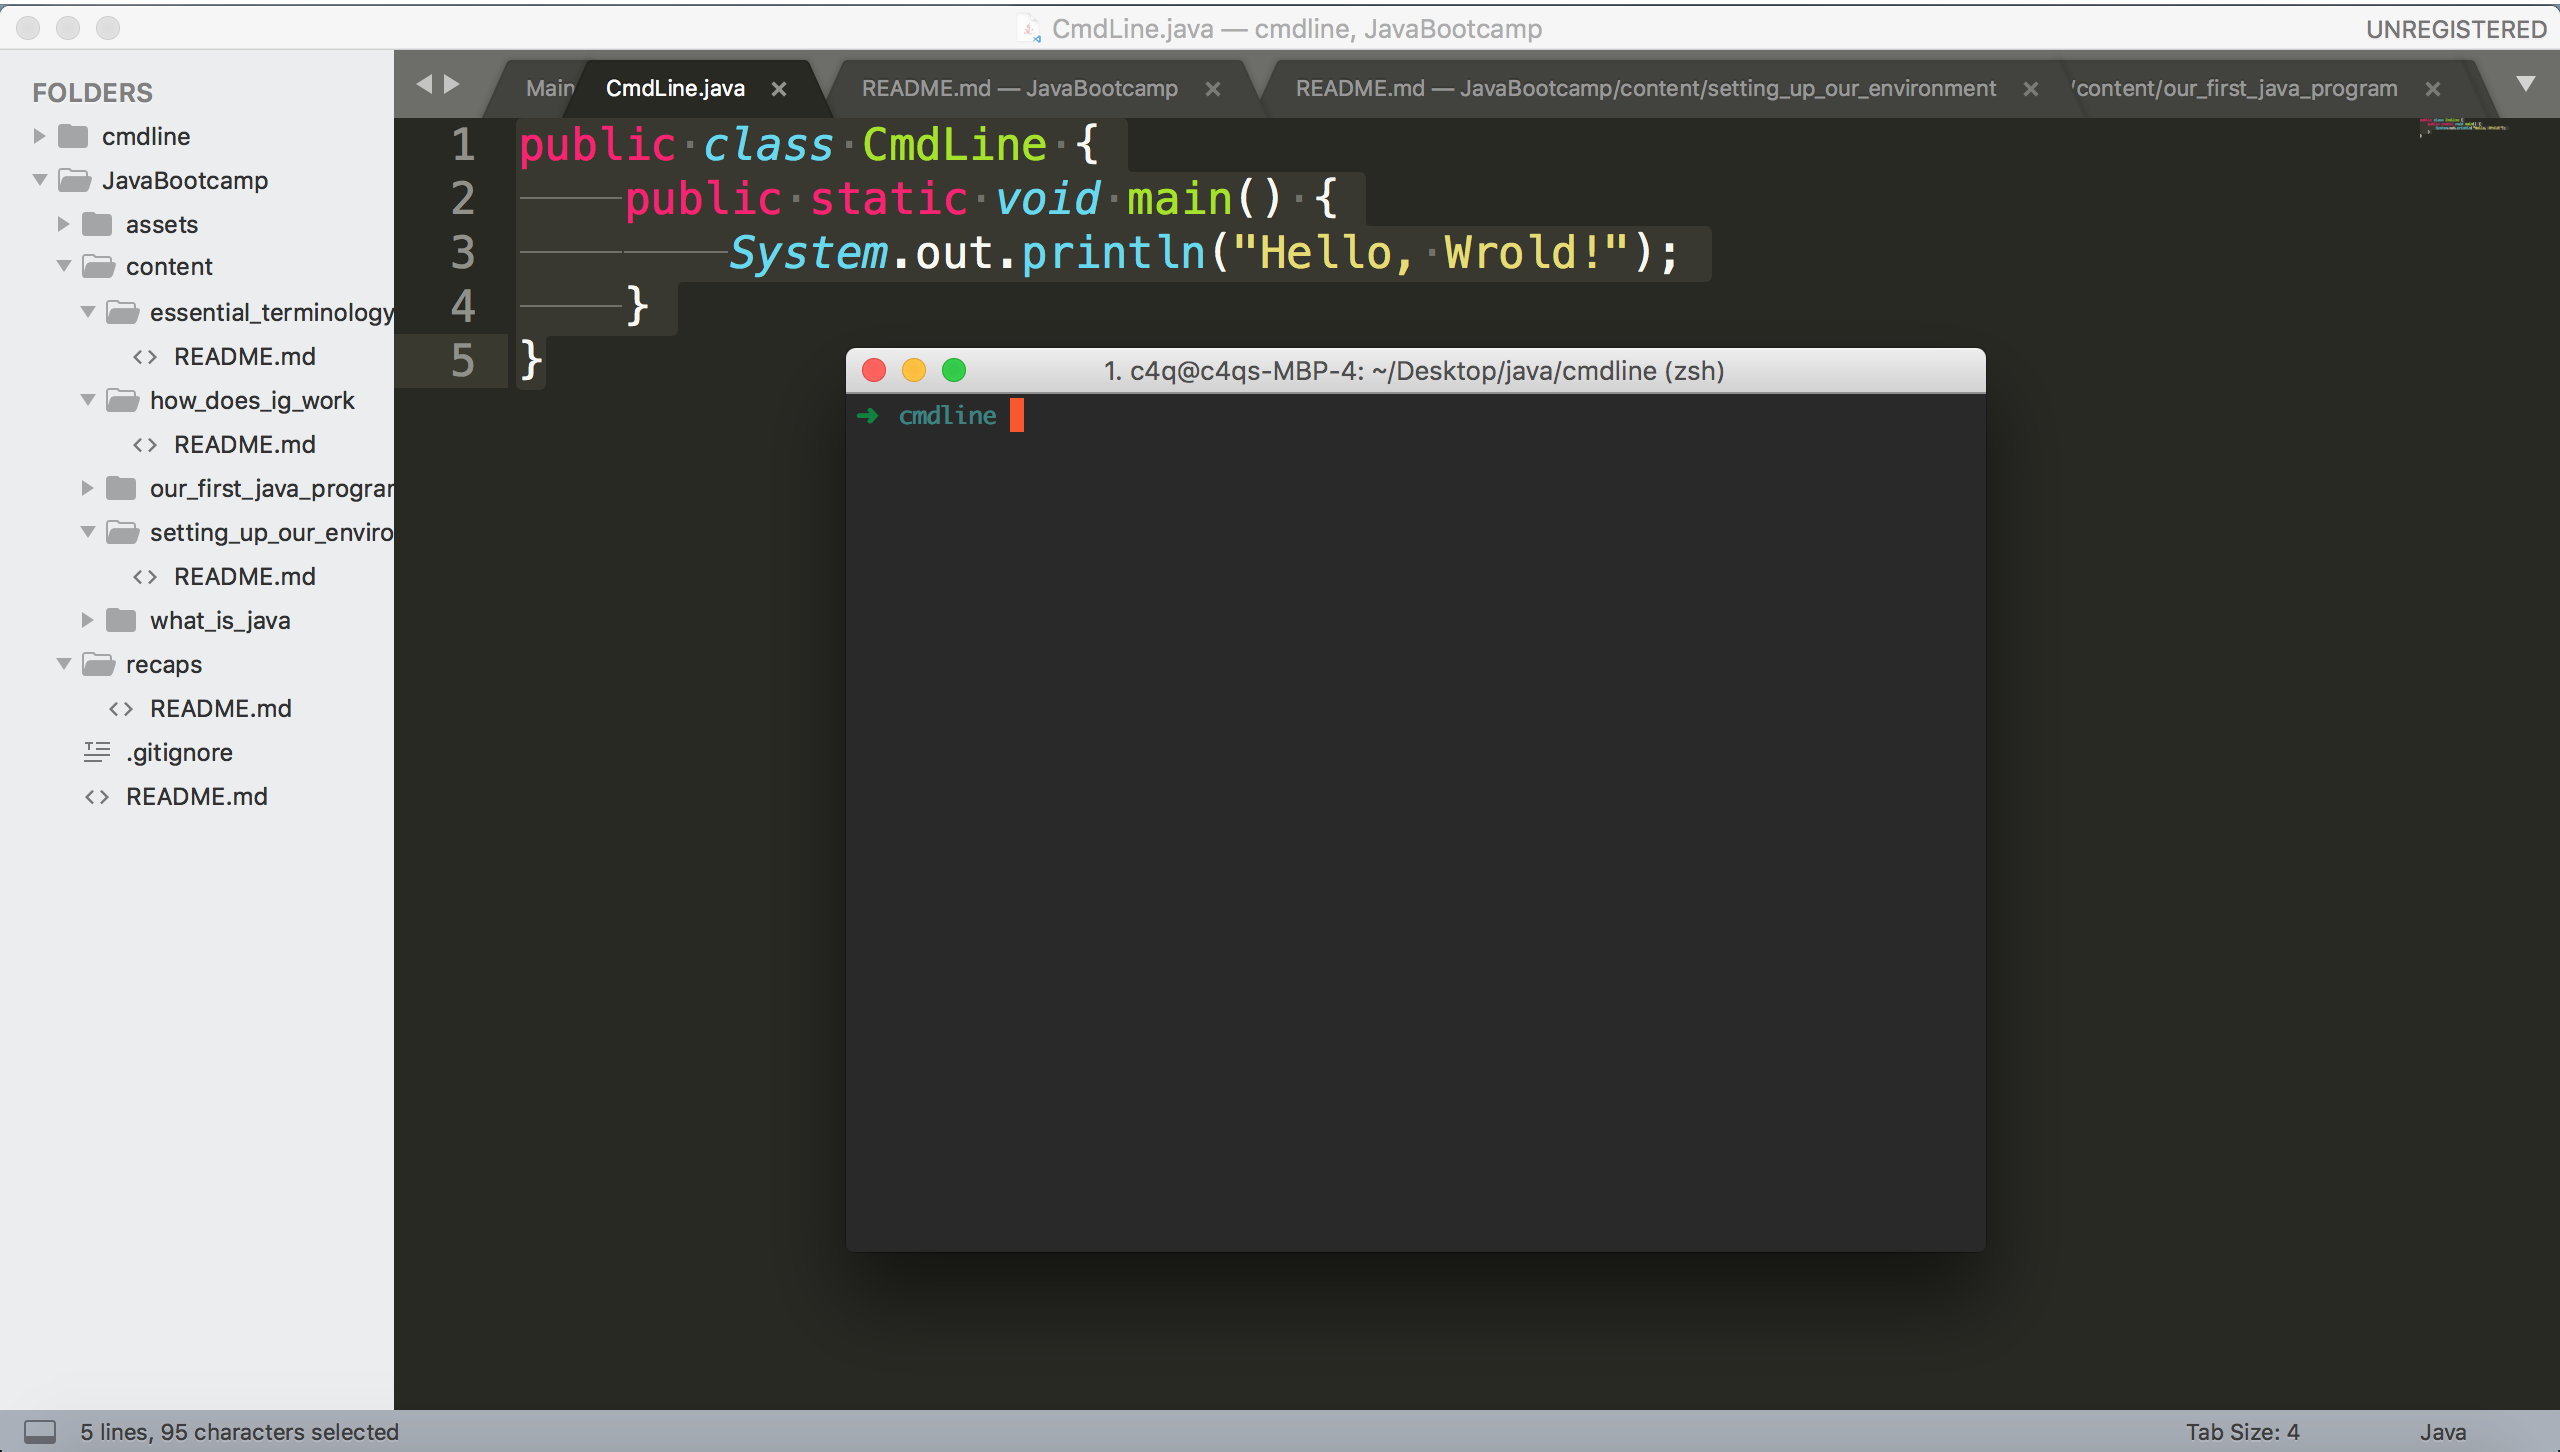 CmdLine.java — cmdline, JavaBootcamp
UNREGISTERED
FOLDERS
cmdline
JavaBootcamp
assets
content
essential_terminology
README.md
how_does_ig_work
README.md
our_first_java_progra
setting_up_our_enviro
README.md
what_is_java
recaps
README.md
.gitignore
README.md
Main
CmdLine.java ×
README.md — JavaBootcamp ×
README.md — JavaBootcamp/content/setting_up_our_environment ×
/content/our_first_java_program ×
1 public class CmdLine {
2 public static void main() {
3 System.out.println("Hello, Wrold!");
4 }
5 }
1. c4q@c4qs-MBP-4: ~/Desktop/java/cmdline (zsh)
➜ cmdline
5 lines, 95 characters selected
Tab Size: 4
Java